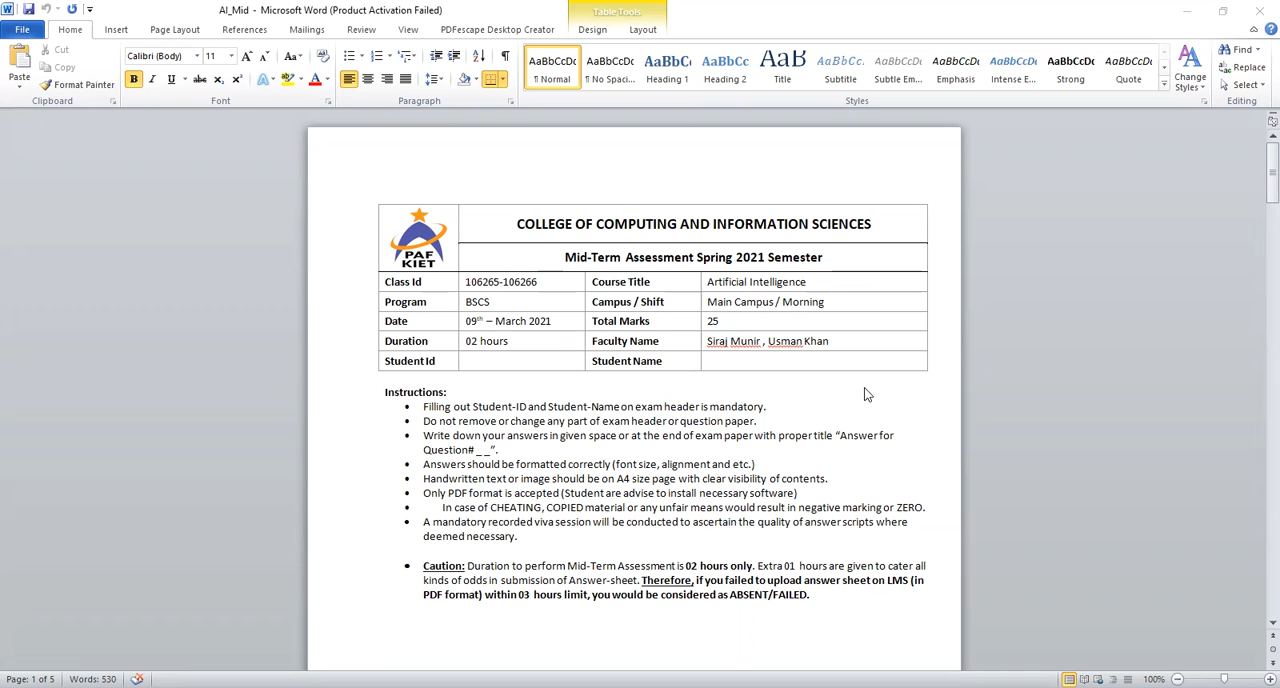 AI_Mid - Microsoft Word (Product Activation Failed)
Table Tools
File Home Insert Page Layout References Mailings Review View PDFescape Desktop Creator Design Layout
Paste
Cut
Copy
Format Painter
Clipboard
Calibri (Body) 11
Font
Paragraph
AaBbCcDc AaBbCcDc AaBbCc AaBbCc AaB AaBbCc. AaBbCcDc AaBbCcDc AaBbCcDc AaBbCcDc AaBbCcDc
¶ Normal ¶ No Spaci... Heading 1 Heading 2 Title Subtitle Subtle Em... Emphasis Intense E... Strong Quote
Styles
Change Styles
Find
Replace
Select
Editing
PAF
KIET
COLLEGE OF COMPUTING AND INFORMATION SCIENCES
Mid-Term Assessment Spring 2021 Semester
Class Id 106265-106266 Course Title Artificial Intelligence
Program BSCS Campus / Shift Main Campus / Morning
Date 09th – March 2021 Total Marks 25
Duration 02 hours Faculty Name Siraj Munir , Usman Khan
Student Id Student Name
Instructions:
• Filling out Student-ID and Student-Name on exam header is mandatory.
• Do not remove or change any part of exam header or question paper.
• Write down your answers in given space or at the end of exam paper with proper title “Answer for
Question# _ _”.
• Answers should be formatted correctly (font size, alignment and etc.)
• Handwritten text or image should be on A4 size page with clear visibility of contents.
• Only PDF format is accepted (Student are advise to install necessary software)
• In case of CHEATING, COPIED material or any unfair means would result in negative marking or ZERO.
• A mandatory recorded viva session will be conducted to ascertain the quality of answer scripts where
deemed necessary.
• Caution: Duration to perform Mid-Term Assessment is 02 hours only. Extra 01 hours are given to cater all
kinds of odds in submission of Answer-sheet. Therefore, if you failed to upload answer sheet on LMS (in
PDF format) within 03 hours limit, you would be considered as ABSENT/FAILED.
Page: 1 of 5 Words: 530 100%